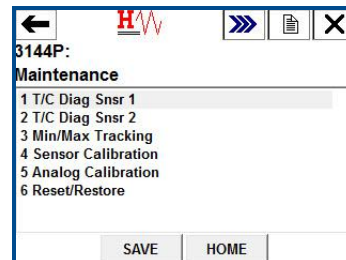 H
3144P:
Maintenance
1 T/C Diag Snsr 1
2 T/C Diag Snsr 2
3 Min/Max Tracking
4 Sensor Calibration
5 Analog Calibration
6 Reset/Restore
SAVE HOME